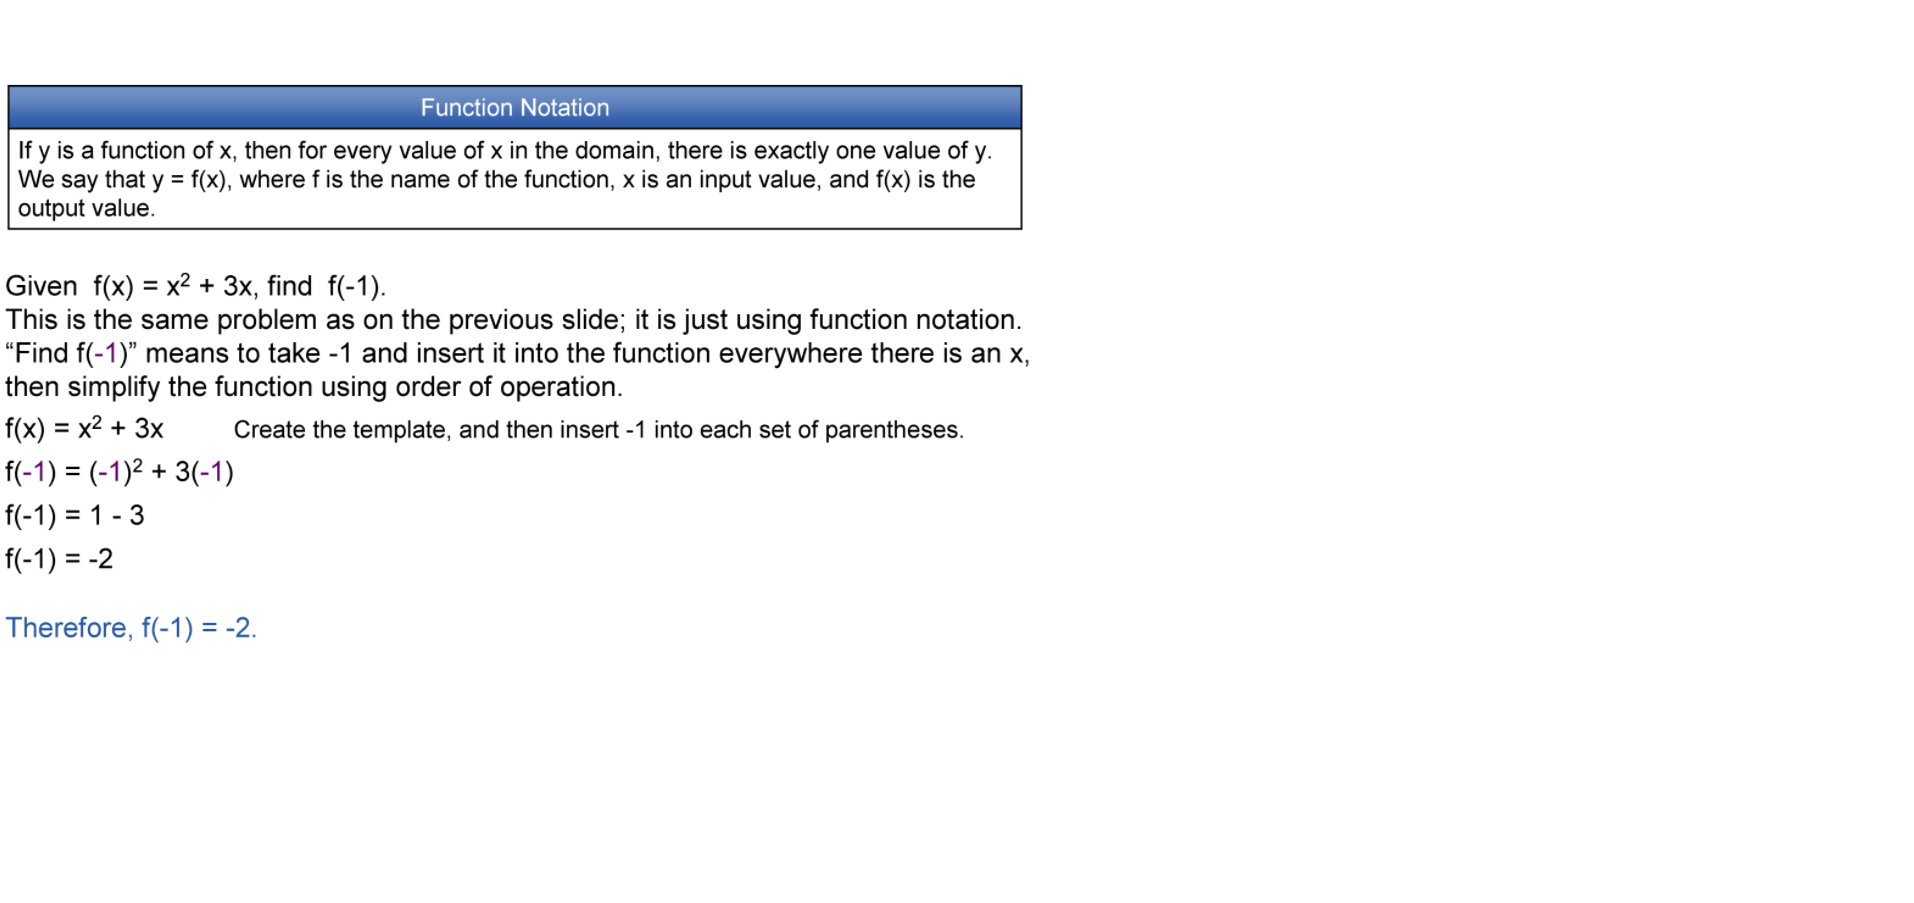 Function Notation
If y is a function of x, then for every value of x in the domain, there is exactly one value of y.
We say that y = f(x), where f is the name of the function, x is an input value, and f(x) is the
output value.
Given f(x) = x² + 3x, find f(-1).
This is the same problem as on the previous slide; it is just using function notation.
“Find f(-1)” means to take -1 and insert it into the function everywhere there is an x,
then simplify the function using order of operation.
f(x) = x² + 3x Create the template, and then insert -1 into each set of parentheses.
f(-1) = (-1)² + 3(-1)
f(-1) = 1 - 3
f(-1) = -2
Therefore, f(-1) = -2.